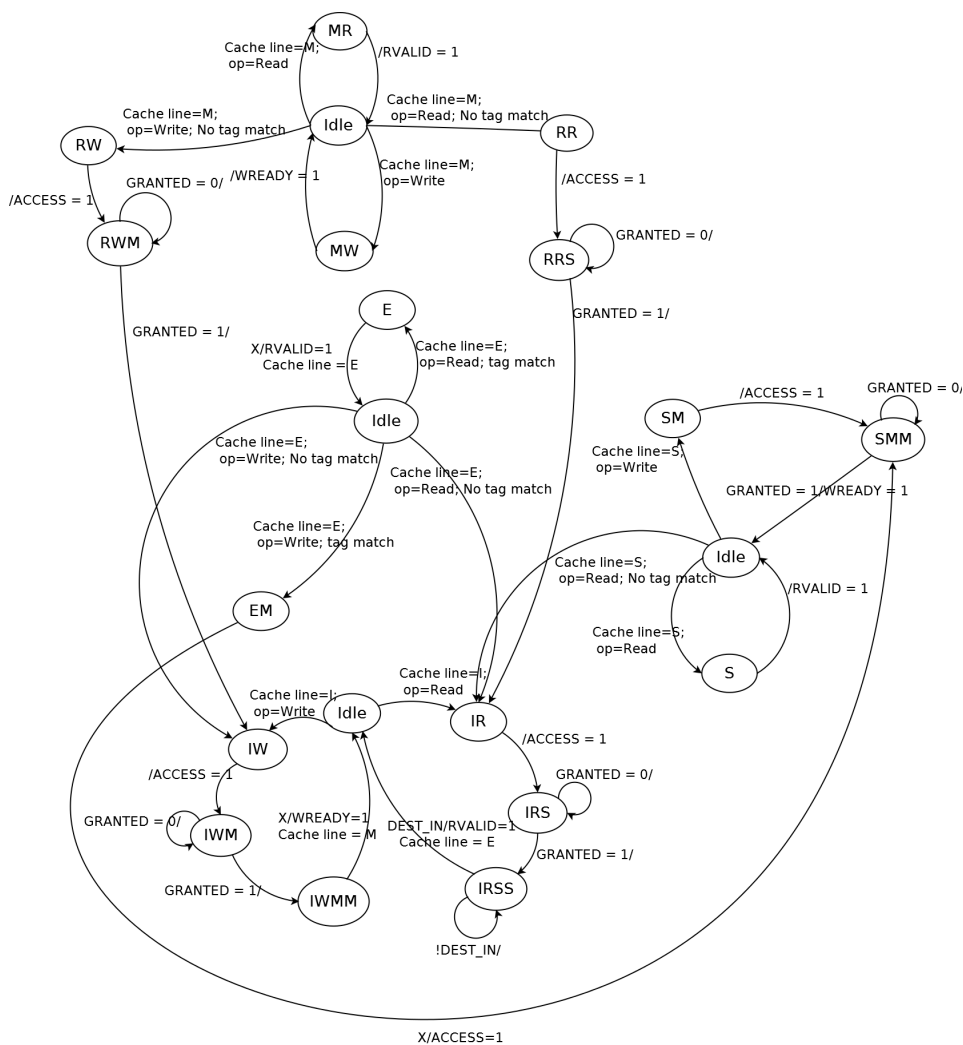 MR
Cache line=M;
op=Read
/RVALID = 1
Cache line=M;
op=Write; No tag match
Idle
Cache line=M;
op=Read; No tag match
RR
RW
/WREADY = 1
Cache line=M;
op=Write
/ACCESS = 1
GRANTED = 0/
/ACCESS = 1
RWM
MW
RRS
GRANTED = 0/
GRANTED = 1/
GRANTED = 1/
E
X/RVALID=1
Cache line = E
Cache line=E;
op=Read; tag match
Idle
Cache line=E;
op=Write; No tag match
Cache line=E;
op=Read; No tag match
Cache line=E;
op=Write; tag match
EM
SM
/ACCESS = 1
GRANTED = 0/
SMM
Cache line=S;
op=Write
GRANTED = 1/WREADY = 1
Idle
Cache line=S;
op=Read; No tag match
/RVALID = 1
Cache line=S;
op=Read
S
Cache line=I;
op=Write
Idle
Cache line=I;
op=Read
IR
IW
/ACCESS = 1
/ACCESS = 1
GRANTED = 0/
IRS
GRANTED = 0/
IWM
X/WREADY=1
Cache line = M
DEST_IN/RVALID=1
Cache line = E
GRANTED = 1/
GRANTED = 1/
IWMM
IRSS
!DEST_IN/
X/ACCESS=1